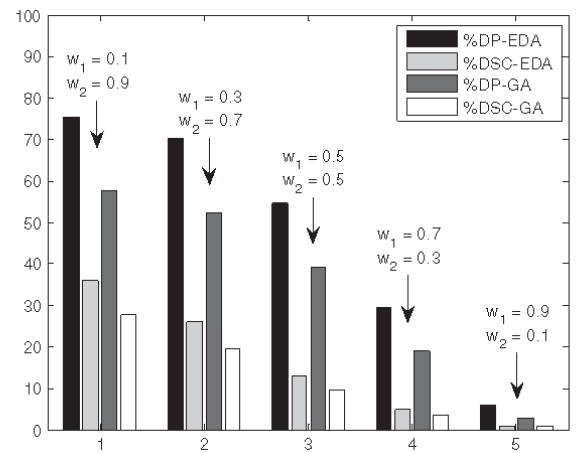 100
90
80
70
60
50
40
30
20
10
0
w1 = 0.1
w2 = 0.9
w1 = 0.3
w2 = 0.7
w1 = 0.5
w2 = 0.5
w1 = 0.7
w2 = 0.3
w1 = 0.9
w2 = 0.1
%DP-EDA
%DSC-EDA
%DP-GA
%DSC-GA
1 2 3 4 5